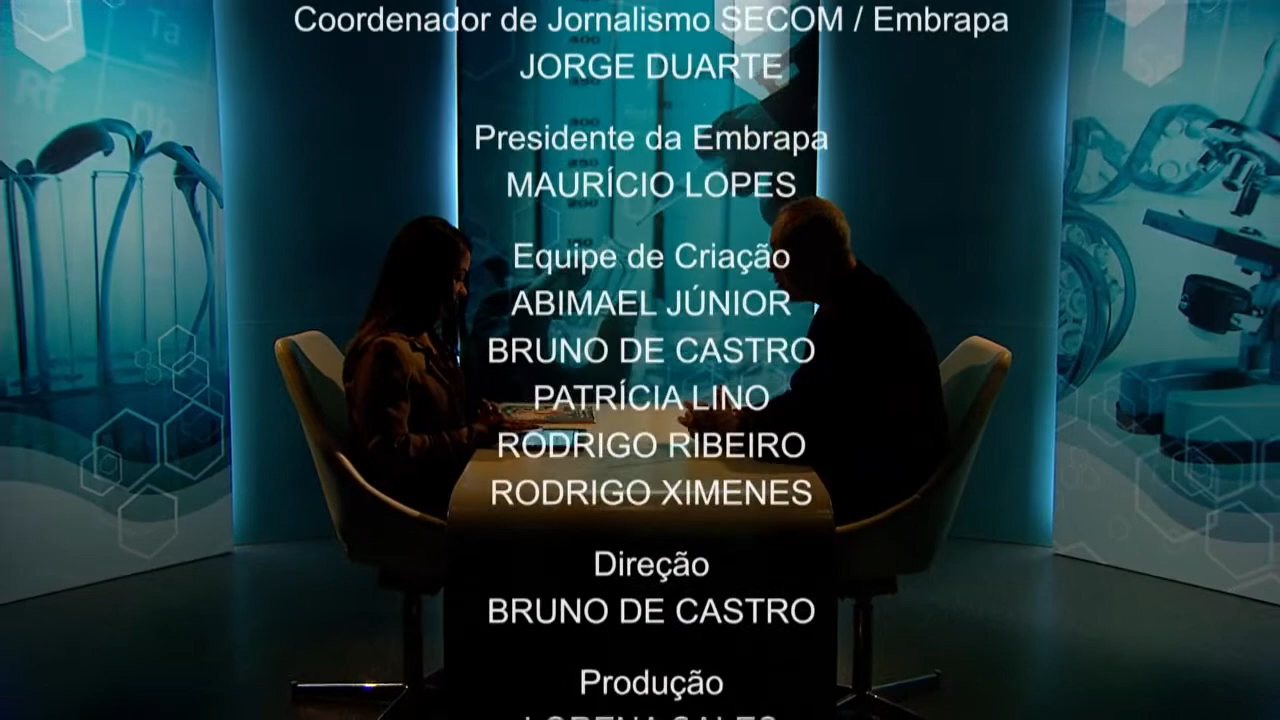 Coordenador de Jornalismo SECOM / Embrapa
JORGE DUARTE
Presidente da Embrapa
MAURÍCIO LOPES
Equipe de Criação
ABIMAEL JÚNIOR
BRUNO DE CASTRO
PATRÍCIA LINO
RODRIGO RIBEIRO
RODRIGO XIMENES
Direção
BRUNO DE CASTRO
Produção